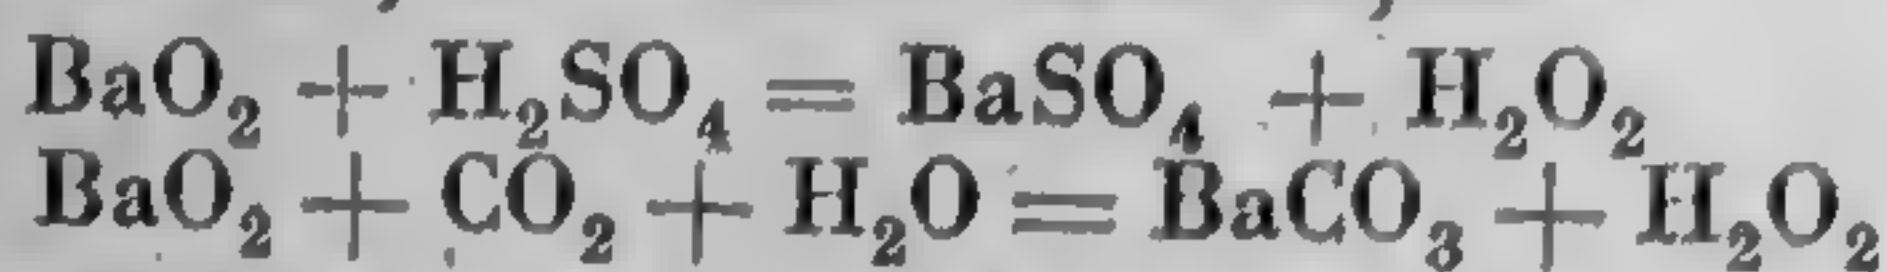 BaO₂ + H₂SO₄ = BaSO₄ + H₂O₂
BaO₂ + CO₂ + H₂O = BaCO₃ + H₂O₂